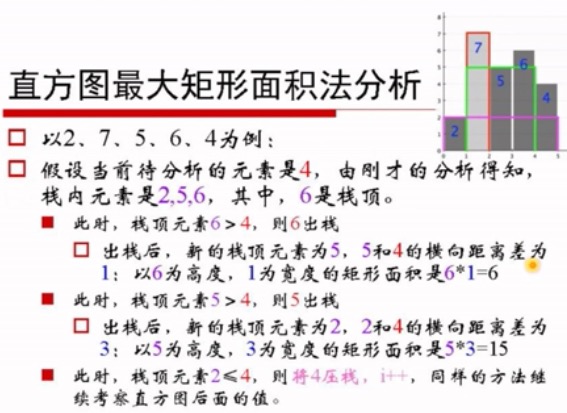 直方图最大矩形面积法分析
以2、7、5、6、4为例：
假设当前待分析的元素是4，由刚才的分析得知，
栈内元素是2,5,6，其中，6是栈顶。
此时，栈顶元素6＞4，则6出栈
出栈后，新的栈顶元素为5，5和4的横向距离差为
1；以6为高度，1为宽度的矩形面积是6*1=6
此时，栈顶元素5＞4，则5出栈
出栈后，新的栈顶元素为2，2和4的横向距离差为
3；以5为高度，3为宽度的矩形面积是5*3=15
此时，栈顶元素2≤4，则将4压栈，i++，同样的方法继
续考察直方图后面的值。
7
6
5
4
2